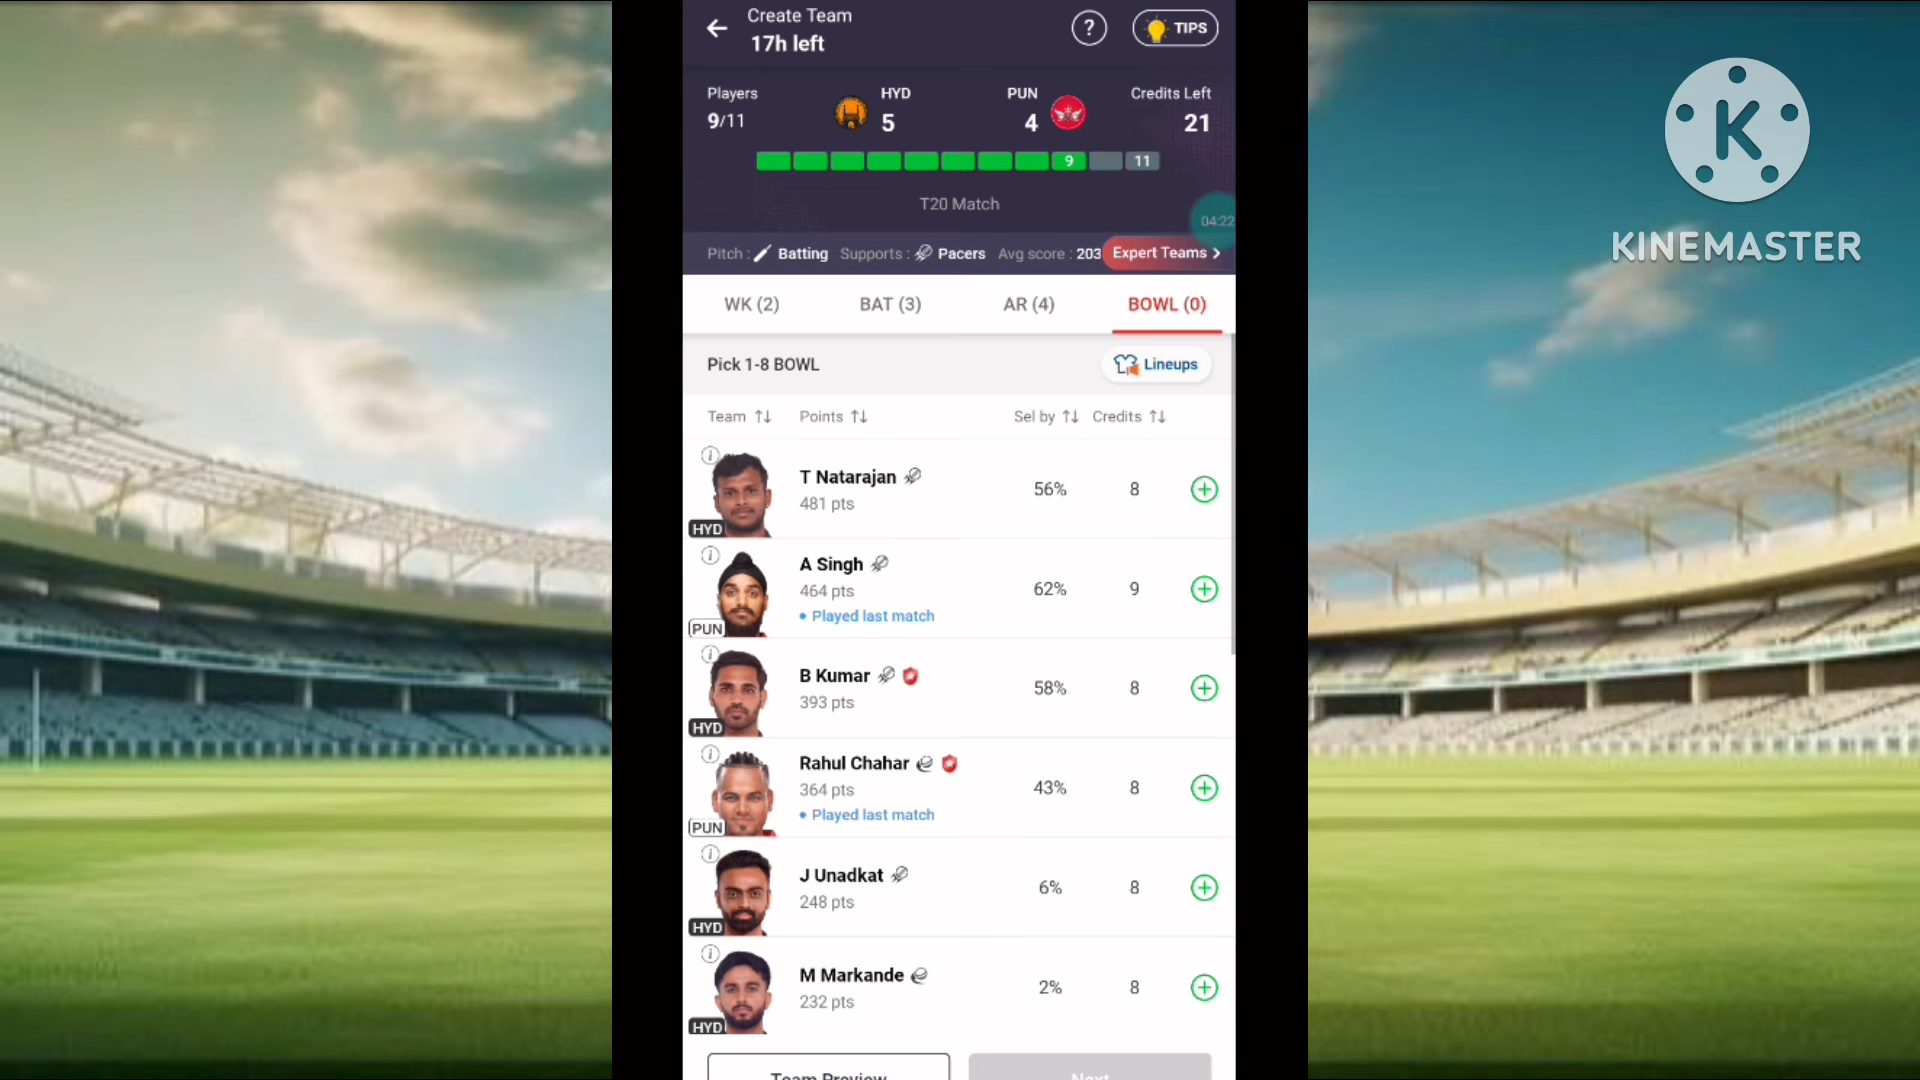 Create Team
17h left
?
TIPS
Players
9/11
HYD
5
PUN
4
Credits Left
21
9
11
T20 Match
04:22
Pitch : Batting Supports : Pacers Avg score : 203
Expert Teams >
WK (2)
BAT (3)
AR (4)
BOWL (0)
Pick 1-8 BOWL
Lineups
Team
Points
Sel by
Credits
T Natarajan
481 pts
56%
8
HYD
A Singh
464 pts
• Played last match
62%
9
PUN
B Kumar
393 pts
58%
8
HYD
Rahul Chahar
364 pts
• Played last match
43%
8
PUN
J Unadkat
248 pts
6%
8
HYD
M Markande
232 pts
2%
8
HYD
Team Preview
Next
K
KINEMASTER